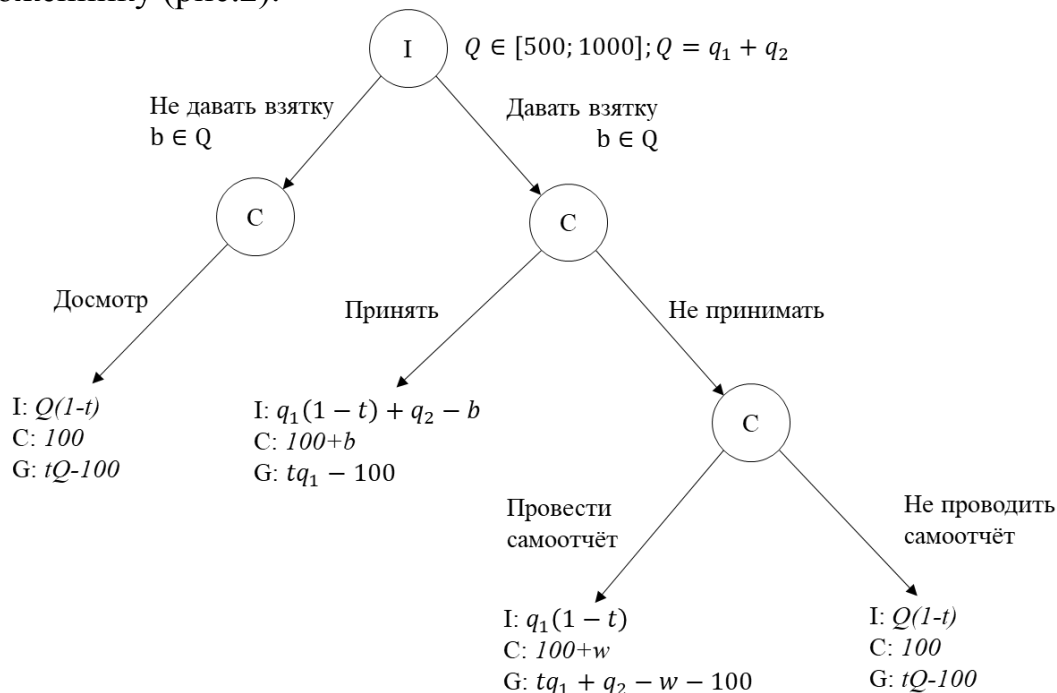 (рис.2).
I
Q ∈ [500; 1000]; Q = q₁ + q₂
Не давать взятку
b ∈ Q
Давать взятку
b ∈ Q
C
C
Досмотр
Принять
Не принимать
I: Q(1-t)
C: 100
G: tQ-100
I: q₁(1 − t) + q₂ − b
C: 100+b
G: tq₁ − 100
C
Провести
самоотчёт
Не проводить
самоотчёт
I: q₁(1 − t)
C: 100+w
G: tq₁ + q₂ − w − 100
I: Q(1-t)
C: 100
G: tQ-100